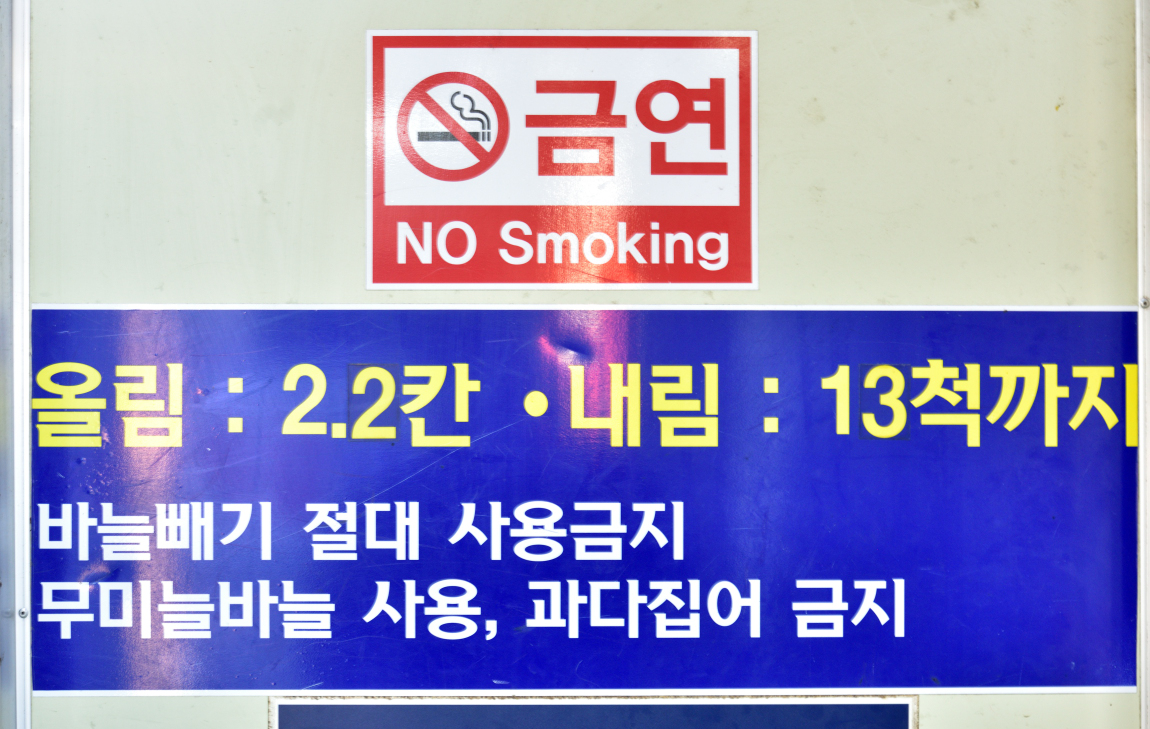 금연
NO Smoking
올림 : 2.2칸 •내림 : 13척까지
바늘빼기 절대 사용금지
무미늘바늘 사용, 과다집어 금지